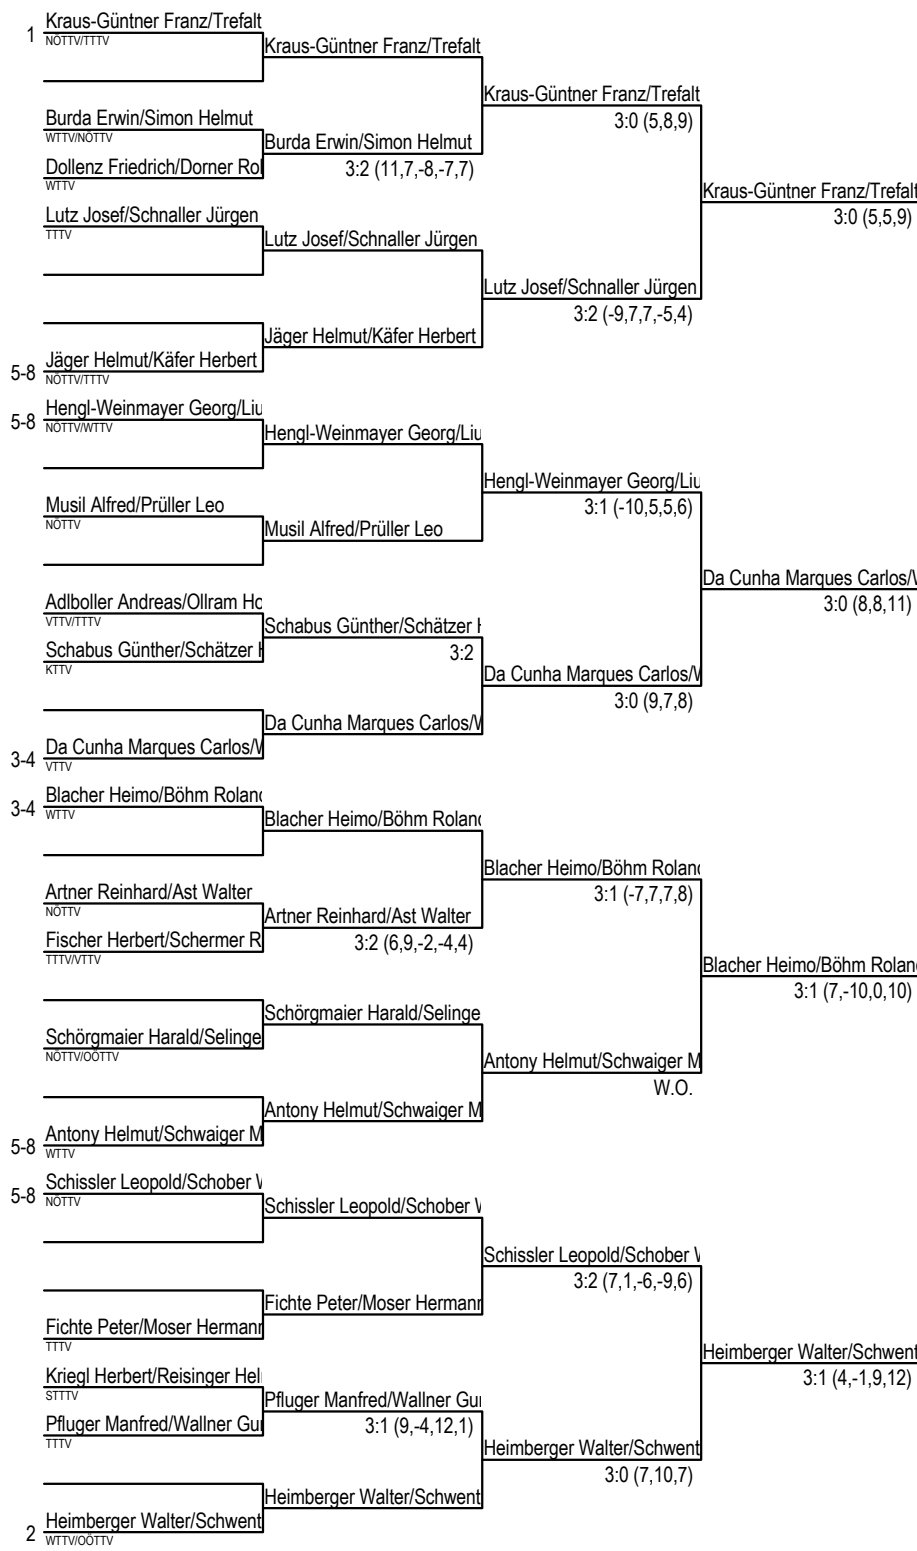 1 Kraus-Güntner Franz/Trefalt
NÖTTV/TTTV
Kraus-Güntner Franz/Trefalt
Kraus-Güntner Franz/Trefalt
3:0 (5,8,9)
Burda Erwin/Simon Helmut
WTTV/NÖTTV
Burda Erwin/Simon Helmut
3:2 (11,7,-8,-7,7)
Dollenz Friedrich/Dorner Rol
WTTV
Kraus-Güntner Franz/Trefalt
3:0 (5,5,9)
Lutz Josef/Schnaller Jürgen
TTTV
Lutz Josef/Schnaller Jürgen
Lutz Josef/Schnaller Jürgen
3:2 (-9,7,7,-5,4)
Jäger Helmut/Käfer Herbert
5-8 Jäger Helmut/Käfer Herbert
NÖTTV/TTTV
5-8 Hengl-Weinmayer Georg/Liu
NÖTTV/WTTV
Hengl-Weinmayer Georg/Liu
Hengl-Weinmayer Georg/Liu
3:1 (-10,5,5,6)
Musil Alfred/Prüller Leo
NÖTTV
Musil Alfred/Prüller Leo
Da Cunha Marques Carlos/W
3:0 (8,8,11)
Adlboller Andreas/Ollram Ho
VTTV/TTTV
Schabus Günther/Schätzer H
3:2
Schabus Günther/Schätzer H
KTTV
Da Cunha Marques Carlos/W
3:0 (9,7,8)
Da Cunha Marques Carlos/W
3-4 Da Cunha Marques Carlos/W
VTTV
3-4 Blacher Heimo/Böhm Roland
WTTV
Blacher Heimo/Böhm Roland
Blacher Heimo/Böhm Roland
3:1 (-7,7,7,8)
Artner Reinhard/Ast Walter
NÖTTV
Artner Reinhard/Ast Walter
3:2 (6,9,-2,-4,4)
Fischer Herbert/Schermer R
TTTV/VTTV
Blacher Heimo/Böhm Roland
3:1 (7,-10,0,10)
Schörgmaier Harald/Selinge
Schörgmaier Harald/Selinge
NÖTTV/OÖTTV
Antony Helmut/Schwaiger M
W.O.
Antony Helmut/Schwaiger M
5-8 Antony Helmut/Schwaiger M
WTTV
5-8 Schissler Leopold/Schober W
NÖTTV
Schissler Leopold/Schober W
Schissler Leopold/Schober W
3:2 (7,1,-6,-9,6)
Fichte Peter/Moser Hermann
Fichte Peter/Moser Hermann
TTTV
Heimberger Walter/Schwent
3:1 (4,-1,9,12)
Kriegl Herbert/Reisinger Hel
STTTV
Pfluger Manfred/Wallner Gun
3:1 (9,-4,12,1)
Pfluger Manfred/Wallner Gun
TTTV
Heimberger Walter/Schwent
3:0 (7,10,7)
Heimberger Walter/Schwent
2 Heimberger Walter/Schwent
WTTV/OÖTTV